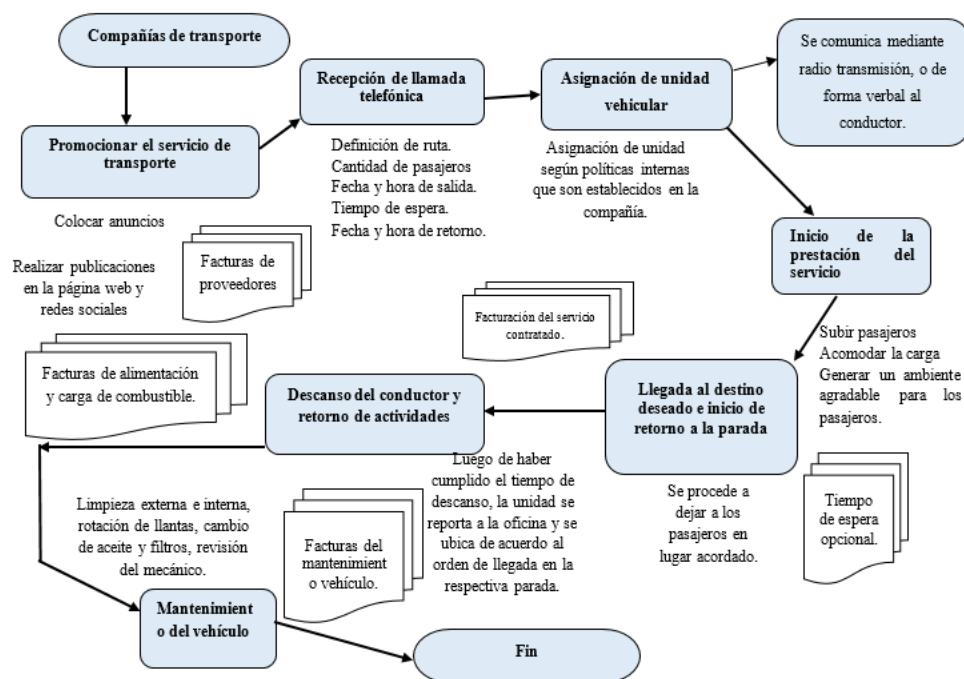 Compañías de transporte
Promocionar el servicio de
transporte
Colocar anuncios
Realizar publicaciones
en la página web y
redes sociales
Facturas de
proveedores
Recepción de llamada
telefónica
Definición de ruta.
Cantidad de pasajeros
Fecha y hora de salida.
Tiempo de espera.
Fecha y hora de retorno.
Asignación de unidad
vehicular
Asignación de unidad
según políticas internas
que son establecidos en la
compañía.
Se comunica mediante
radio transmisión, o de
forma verbal al
conductor.
Inicio de la
prestación del
servicio
Subir pasajeros
Acomodar la carga
Generar un ambiente
agradable para los
pasajeros.
Facturación del servicio
contratado.
Llegada al destino
deseado e inicio de
retorno a la parada
Se procede a
dejar a los
pasajeros en
lugar acordado.
Tiempo
de espera
opcional.
Descanso del conductor y
retorno de actividades
Luego de haber
cumplido el tiempo de
descanso, la unidad se
reporta a la oficina y se
ubica de acuerdo al
orden de llegada en la
respectiva parada.
Facturas de alimentación
y carga de combustible.
Limpieza externa e interna,
rotación de llantas, cambio
de aceite y filtros, revisión
del mecánico.
Facturas del
mantenimient
o vehículo.
Mantenimient
o del vehículo
Fin